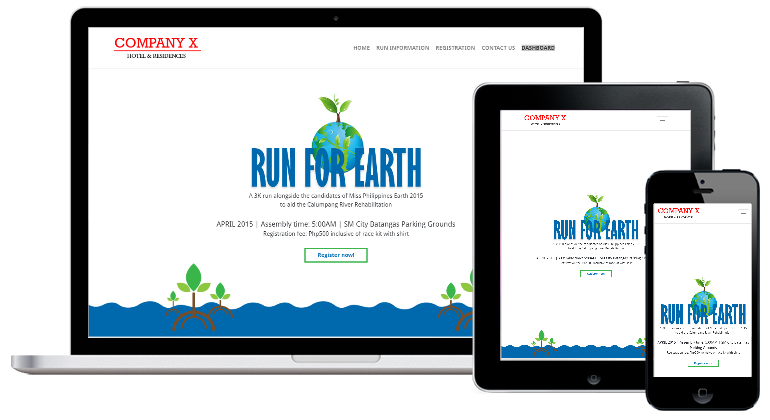 COMPANY X
HOTEL & RESIDENCES
HOME RUN INFORMATION REGISTRATION CONTACT US DASHBOARD
RUN FOR EARTH
A 3K run alongside the candidates of Miss Philippines Earth 2015
to aid the Calumpang River Rehabilitation
APRIL 2015 | Assembly time: 5:00AM | SM City Batangas Parking Grounds
Registration fee: Php500 inclusive of race kit with shirt
Register now!
COMPANY X
RUN FOR EARTH
COMPANY X
RUN FOR EARTH
Parking Grounds